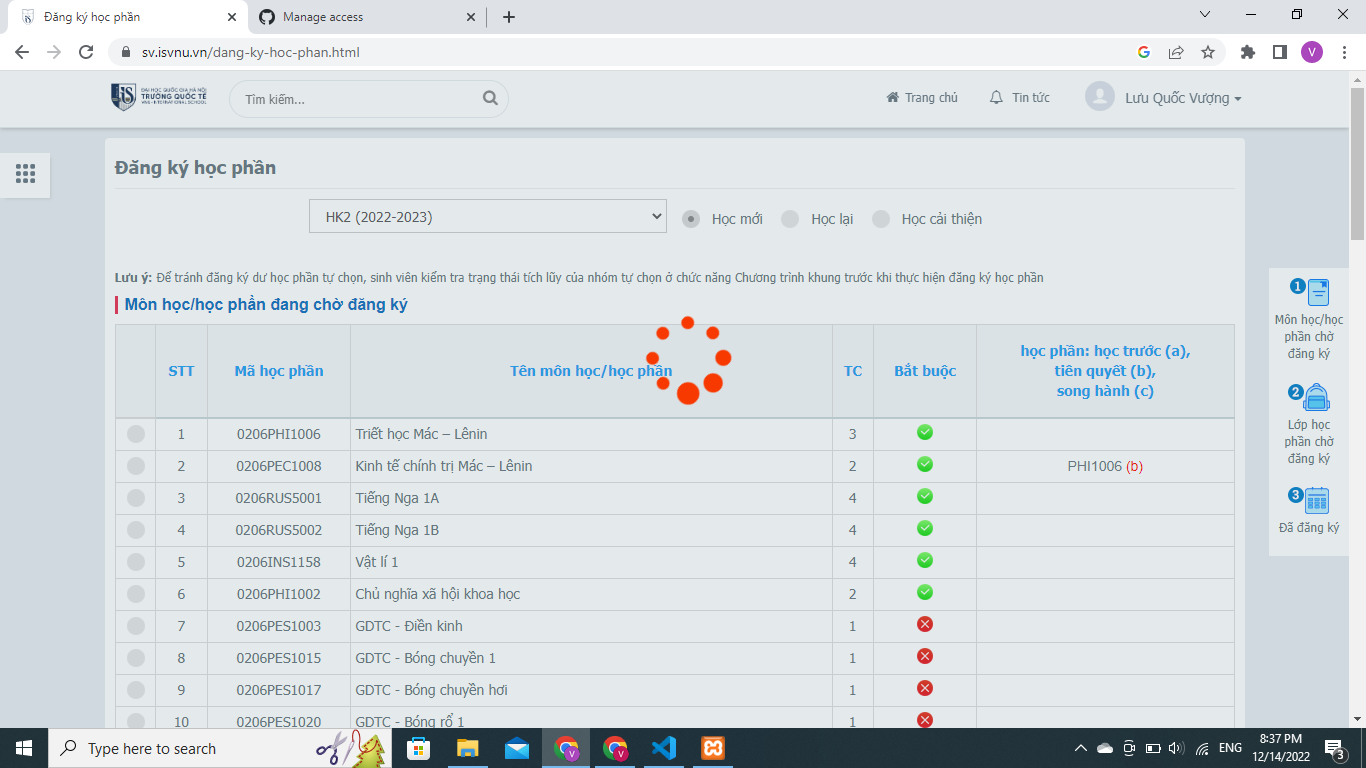 Đăng ký học phần
Manage access
sv.isvnu.vn/dang-ky-hoc-phan.html
V
ĐẠI HỌC QUỐC GIA HÀ NỘI
TRƯỜNG QUỐC TẾ
VNU - INTERNATIONAL SCHOOL
Tìm kiếm...
Trang chủ
Tin tức
Lưu Quốc Vượng
Đăng ký học phần
HK2 (2022-2023)
Học mới
Học lại
Học cải thiện
Lưu ý: Để tránh đăng ký dư học phần tự chọn, sinh viên kiểm tra trạng thái tích lũy của nhóm tự chọn ở chức năng Chương trình khung trước khi thực hiện đăng ký học phần
Môn học/học phần đang chờ đăng ký
STT Mã học phần Tên môn học/học phần TC Bắt buộc học phần: học trước (a),
tiên quyết (b),
song hành (c)
1 0206PHI1006 Triết học Mác – Lênin 3
2 0206PEC1008 Kinh tế chính trị Mác – Lênin 2 PHI1006 (b)
3 0206RUS5001 Tiếng Nga 1A 4
4 0206RUS5002 Tiếng Nga 1B 4
5 0206INS1158 Vật lí 1 4
6 0206PHI1002 Chủ nghĩa xã hội khoa học 2
7 0206PES1003 GDTC - Điền kinh 1
8 0206PES1015 GDTC - Bóng chuyền 1 1
9 0206PES1017 GDTC - Bóng chuyền hơi 1
10 0206PES1020 GDTC - Bóng rổ 1 1
1
Môn học/học
phần chờ
đăng ký
2
Lớp học
phần chờ
đăng ký
3
Đã đăng ký
Type here to search
ENG
8:37 PM
12/14/2022
3